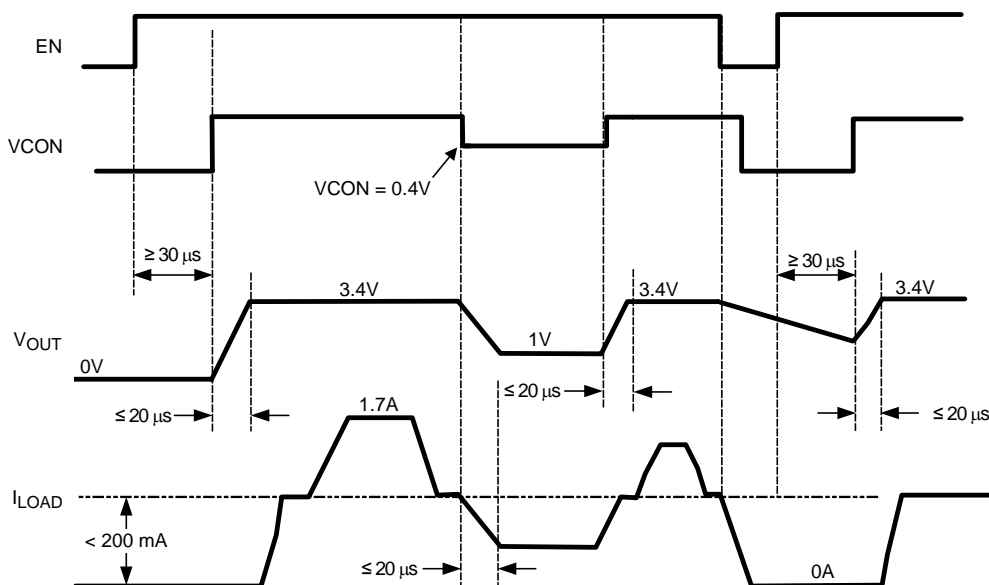 EN
VCON
VCON = 0.4V
≥ 30 µs
≥ 30 µs
3.4V
3.4V
3.4V
VOUT
1V
0V
≤ 20 µs
≤ 20 µs
≤ 20 µs
1.7A
ILOAD
< 200 mA
≤ 20 µs
0A